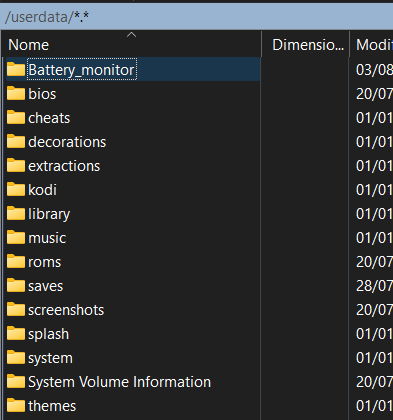 /userdata/*.*
Nome Dimensio... Modif
Battery_monitor 03/08
bios 20/07
cheats 01/01
decorations 01/01
extractions 01/01
kodi 01/01
library 01/01
music 01/01
roms 20/07
saves 28/07
screenshots 20/07
splash 01/01
system 01/01
System Volume Information 20/07
themes 01/01